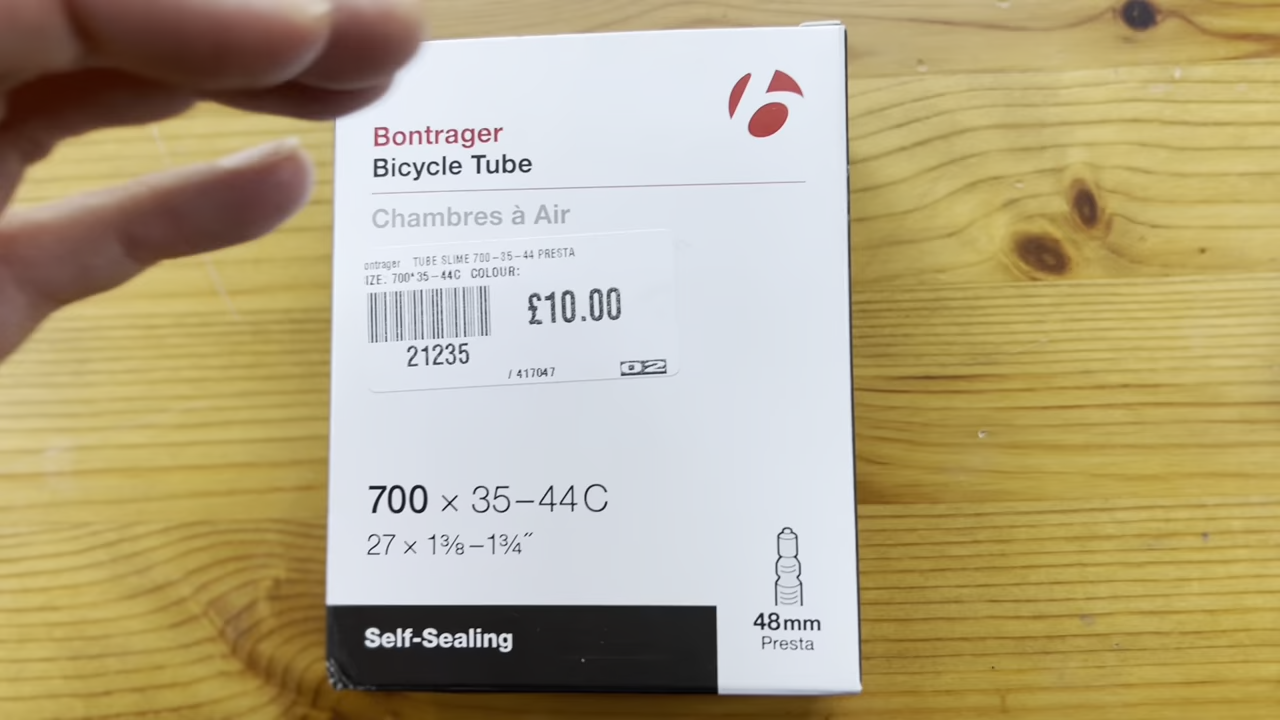 Bontrager
Bicycle Tube
Chambres à Air
ontrager TUBE SLIME 700-35-44 PRESTA
IZE: 700*35-44C COLOUR:
£10.00
21235
/ 417047
700 × 35–44C
27 × 1⅜–1¾″
48mm
Presta
Self-Sealing